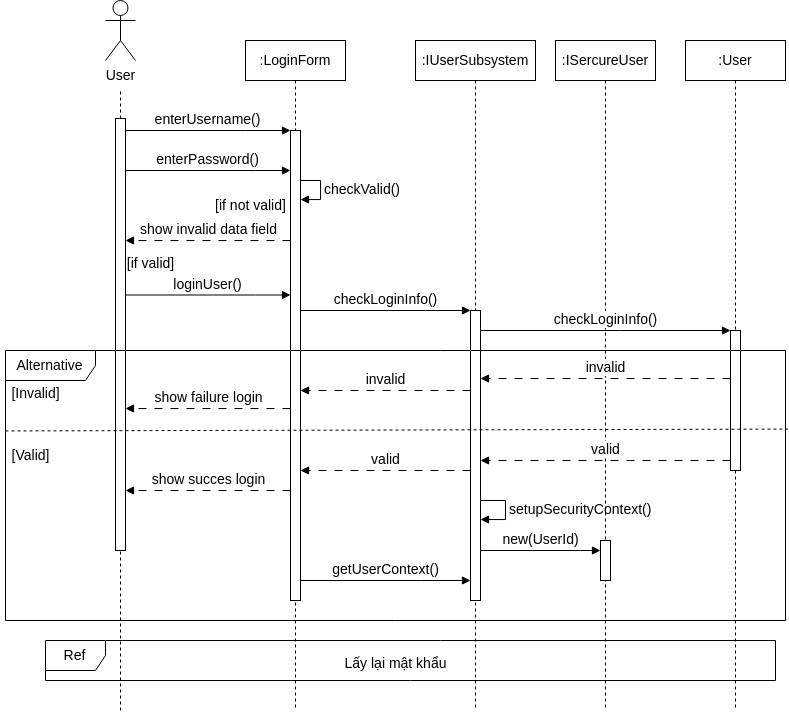 User
:LoginForm
:IUserSubsystem
:ISercureUser
:User
enterUsername()
enterPassword()
checkValid()
[if not valid]
show invalid data field
[if valid]
loginUser()
checkLoginInfo()
checkLoginInfo()
Alternative
invalid
invalid
[Invalid]
show failure login
valid
[Valid]
valid
show succes login
setupSecurityContext()
new(UserId)
getUserContext()
Ref
Lấy lại mật khẩu